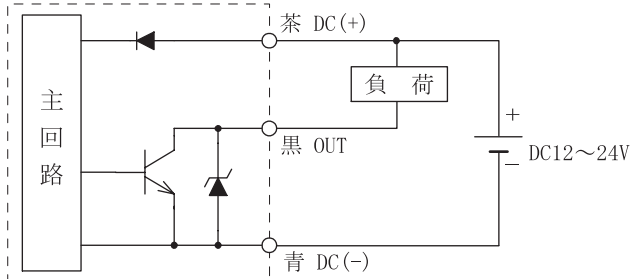 茶 DC(+)
主回路
負 荷
黒 OUT
+
DC12～24V
−
青 DC(-)